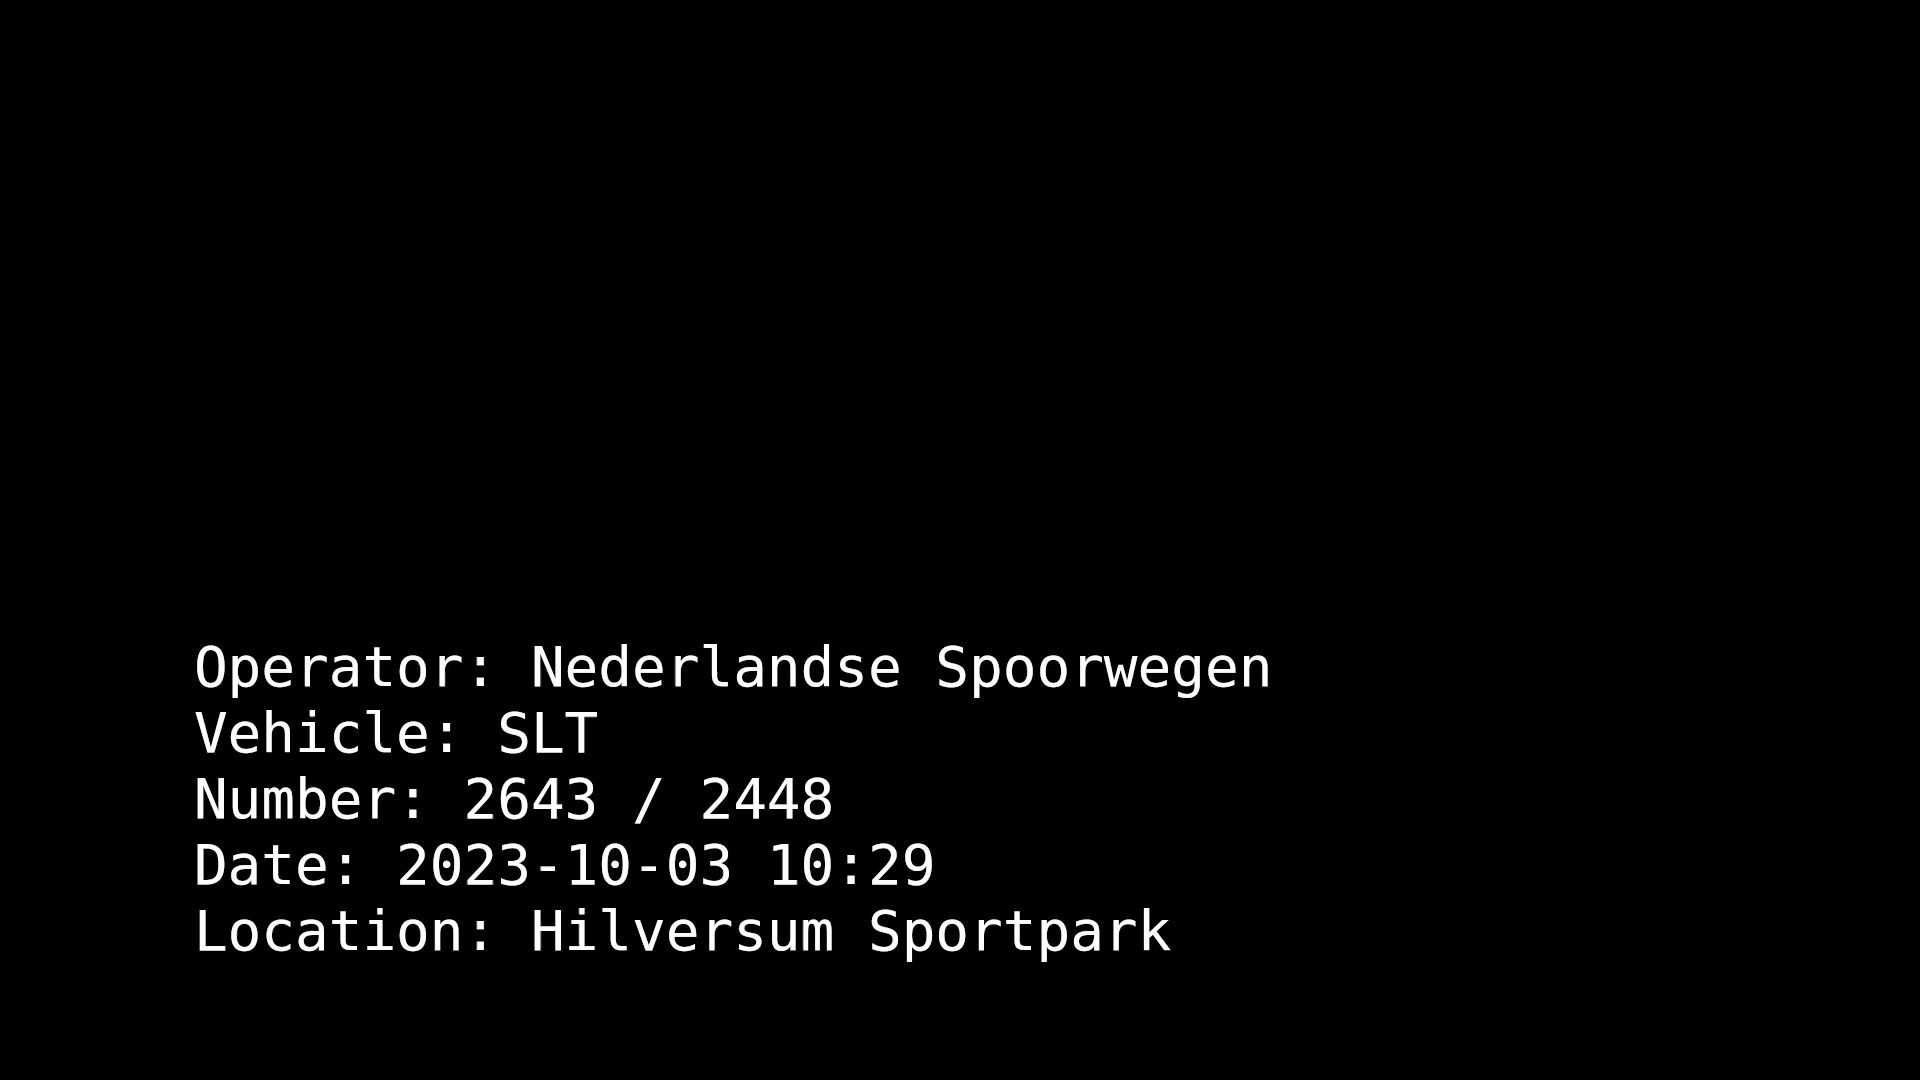 Operator: Nederlandse Spoorwegen
Vehicle: SLT
Number: 2643 / 2448
Date: 2023-10-03 10:29
Location: Hilversum Sportpark